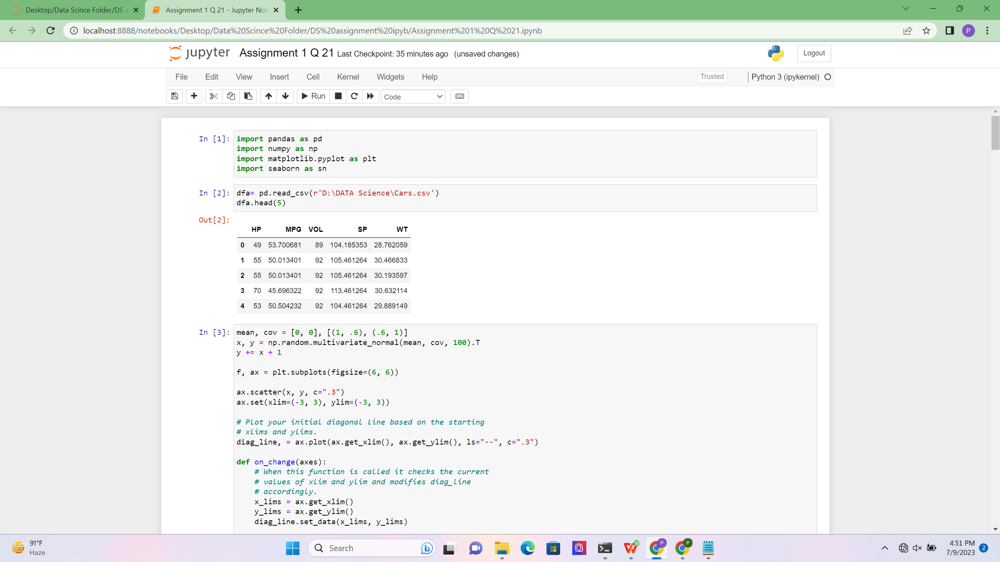 Desktop/Data Scince Folder/DS a
Assignment 1 Q 21 - Jupyter Not
localhost:8888/notebooks/Desktop/Data%20Scince%20Folder/DS%20assignment%20ipyb/Assignment%201%20Q%2021.ipynb
P
jupyter Assignment 1 Q 21 Last Checkpoint: 35 minutes ago (unsaved changes)
Logout
File Edit View Insert Cell Kernel Widgets Help
Trusted
Python 3 (ipykernel)
Run
Code
In [1]: import pandas as pd
import numpy as np
import matplotlib.pyplot as plt
import seaborn as sn
In [2]: dfa= pd.read_csv(r'D:\DATA Science\Cars.csv')
dfa.head(5)
Out[2]:
HP MPG VOL SP WT
0 49 53.700681 89 104.185353 28.762059
1 55 50.013401 92 105.461264 30.466833
2 55 50.013401 92 105.461264 30.193597
3 70 45.696322 92 113.461264 30.632114
4 53 50.504232 92 104.461264 29.889149
In [3]: mean, cov = [0, 0], [(1, .6), (.6, 1)]
x, y = np.random.multivariate_normal(mean, cov, 100).T
y += x + 1
f, ax = plt.subplots(figsize=(6, 6))
ax.scatter(x, y, c=".3")
ax.set(xlim=(-3, 3), ylim=(-3, 3))
# Plot your initial diagonal line based on the starting
# xlims and ylims.
diag_line, = ax.plot(ax.get_xlim(), ax.get_ylim(), ls="--", c=".3")
def on_change(axes):
# When this function is called it checks the current
# values of xlim and ylim and modifies diag_line
# accordingly.
x_lims = ax.get_xlim()
y_lims = ax.get_ylim()
diag_line.set_data(x_lims, y_lims)
91°F
Haze
Search
P
P
4:51 PM
7/9/2023
2